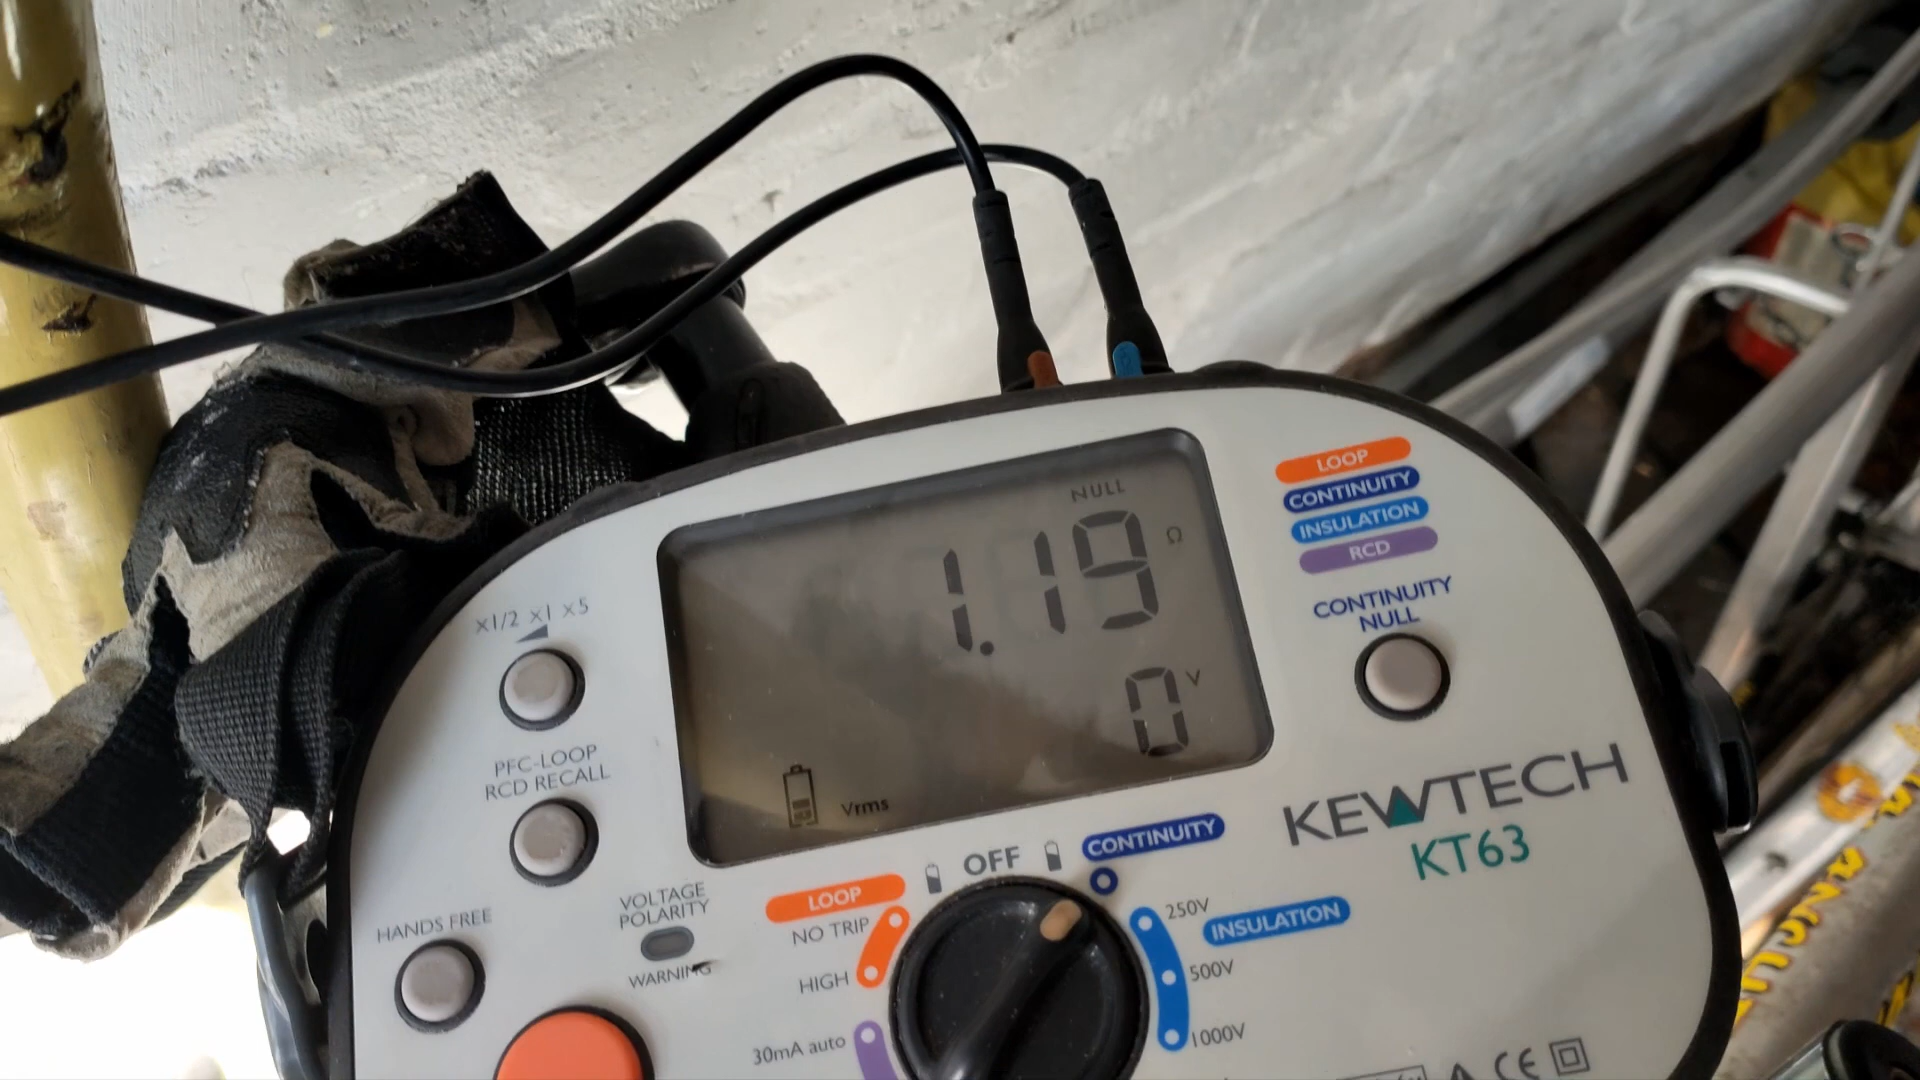 NULL
1.19 Ω
0 V
Vrms
LOOP
CONTINUITY
INSULATION
RCD
CONTINUITY
NULL
×1/2 ×1 ×5
PFC-LOOP
RCD RECALL
HANDS FREE
VOLTAGE
POLARITY
WARNING
KEWTECH
KT63
OFF
CONTINUITY
LOOP
NO TRIP
HIGH
30mA auto
250V
INSULATION
500V
1000V
CE